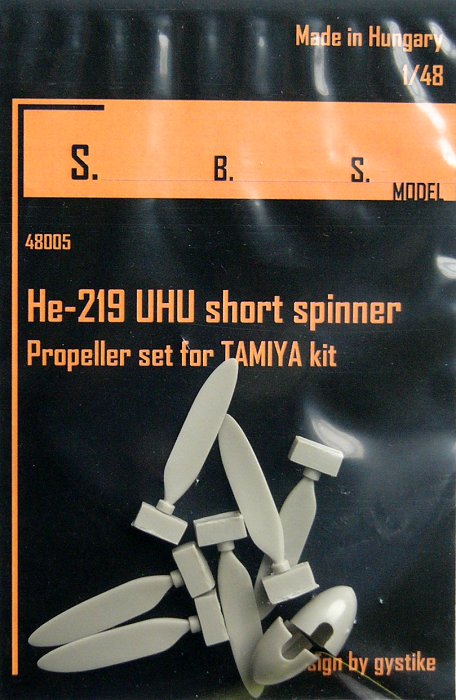 Made in Hungary
1/48
S. B. S.
MODEL
48005
He-219 UHU short spinner
Propeller set for TAMIYA kit
by gystike